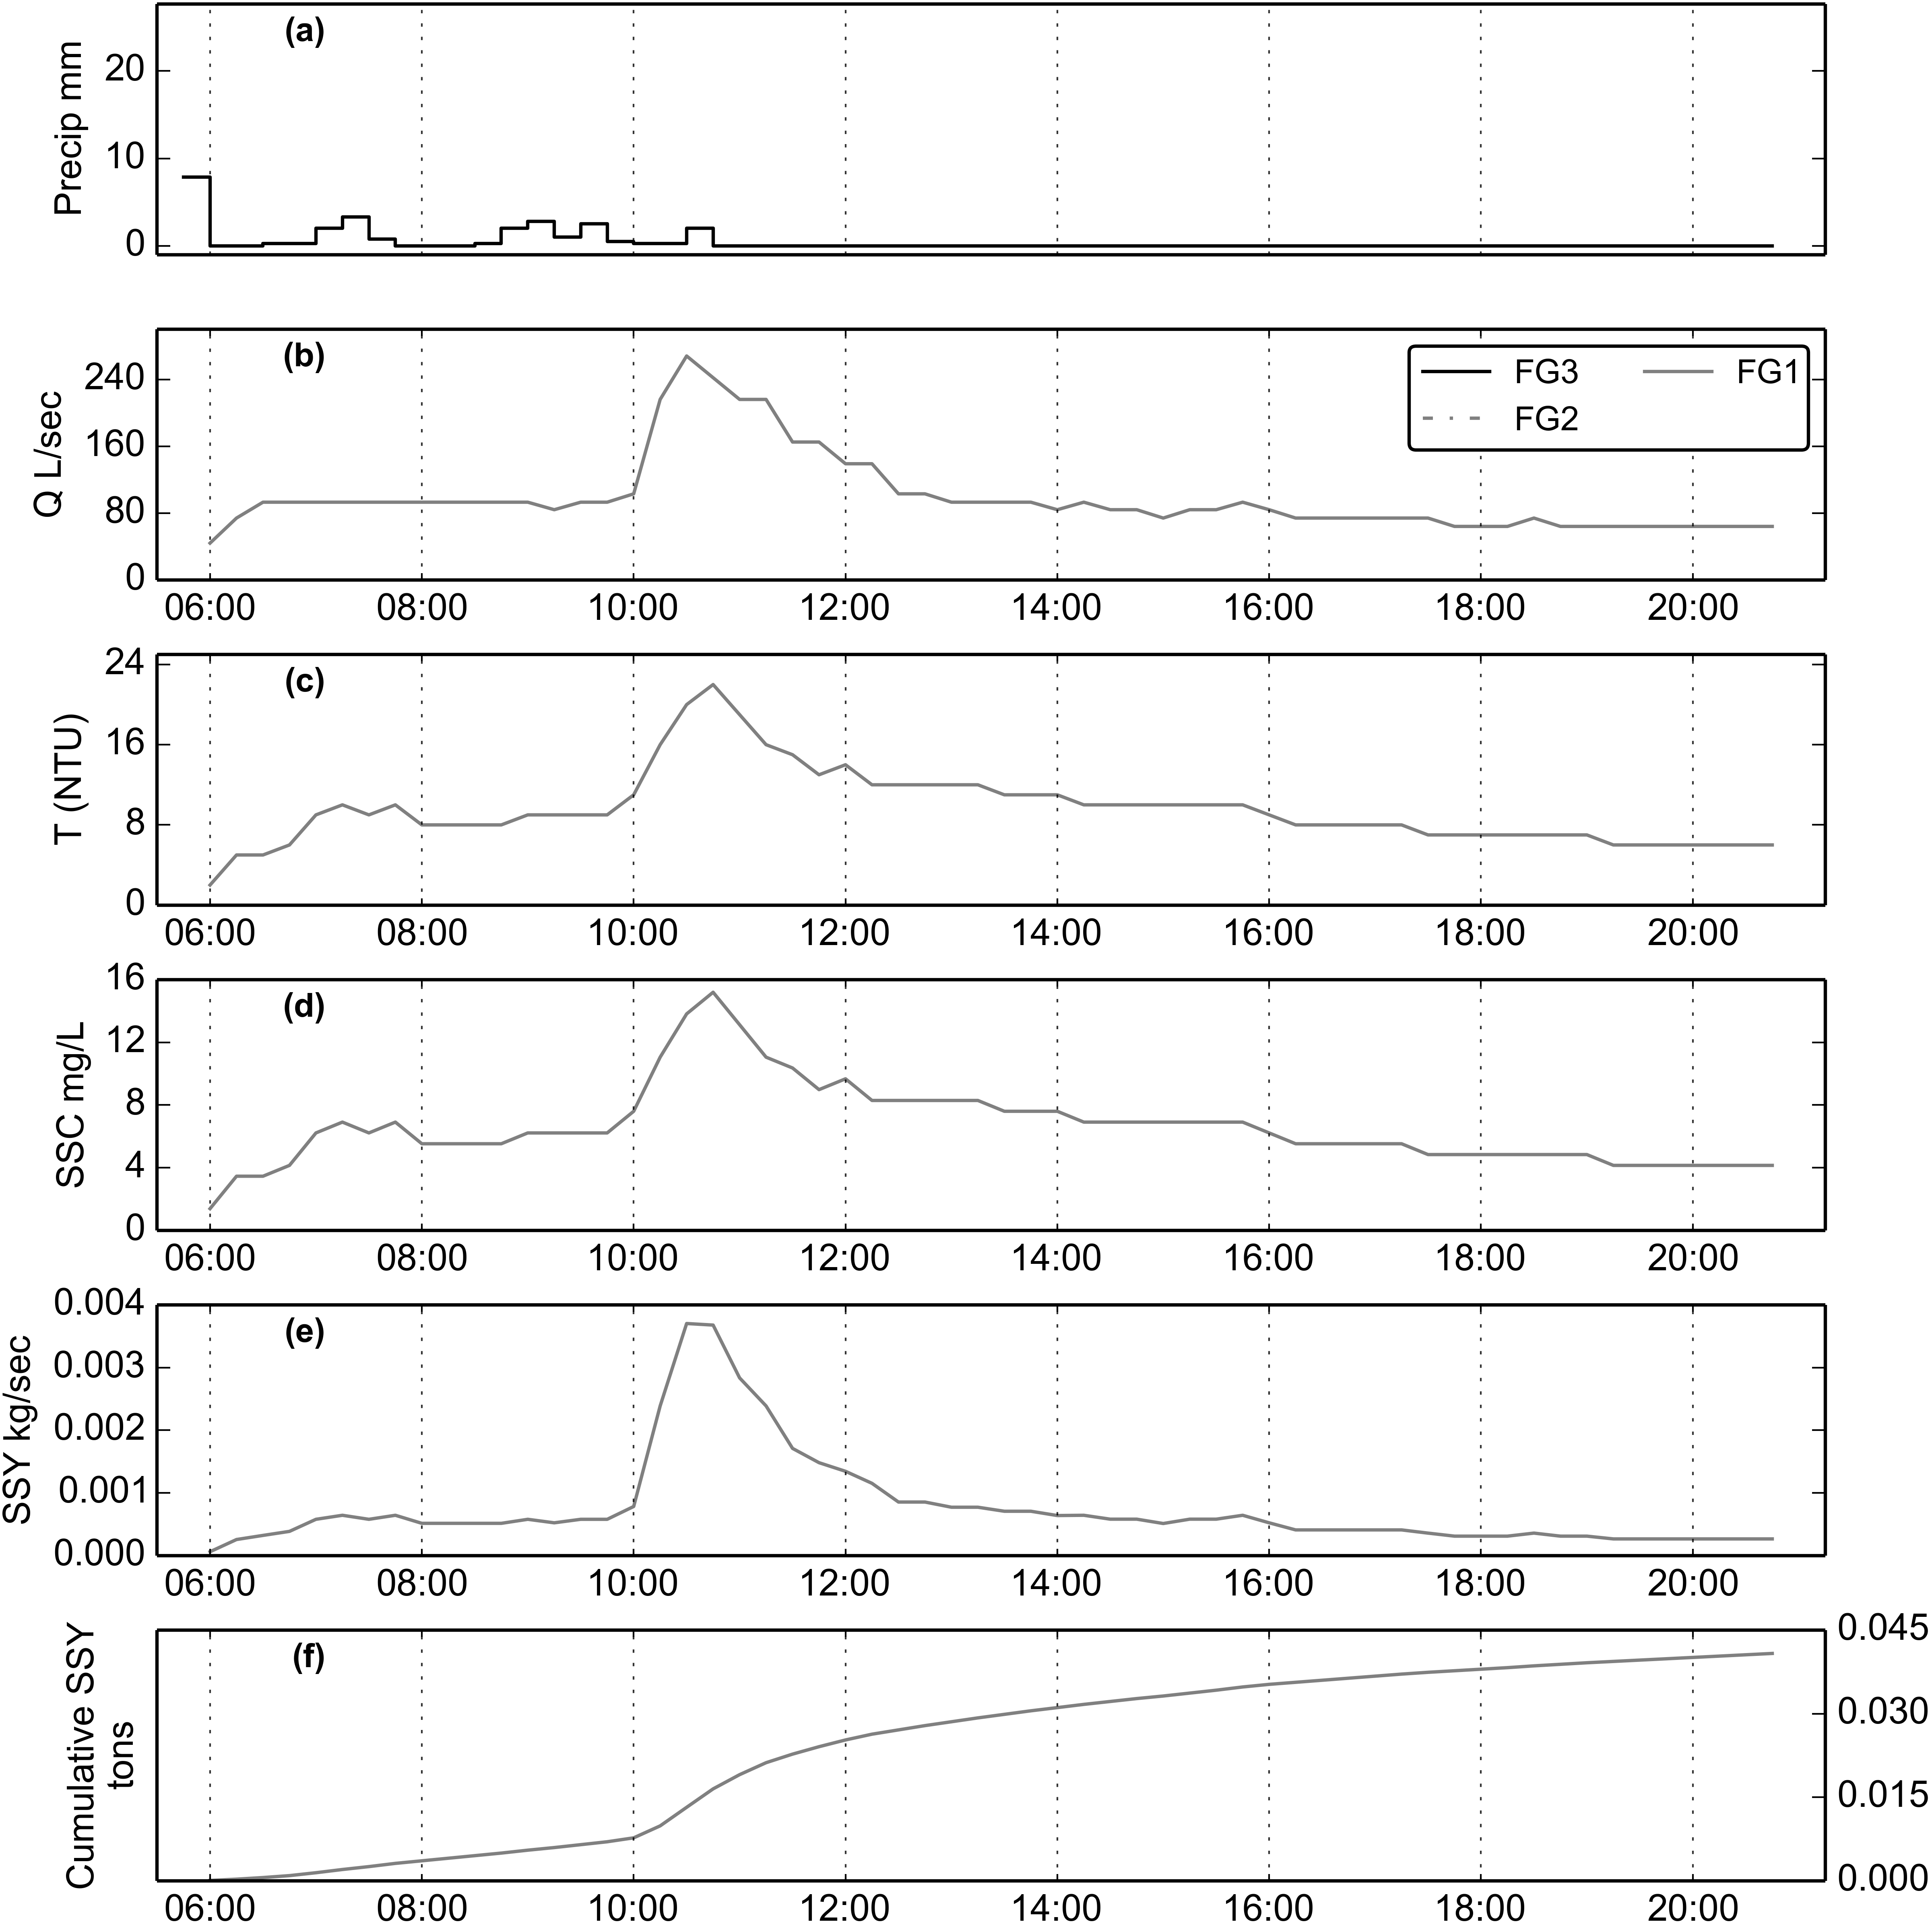 (a)
Precip mm
20
10
0
(b)
Q L/sec
240
160
80
0
FG3 FG1
FG2
06:00 08:00 10:00 12:00 14:00 16:00 18:00 20:00
(c)
T (NTU)
24
16
8
0
06:00 08:00 10:00 12:00 14:00 16:00 18:00 20:00
(d)
SSC mg/L
16
12
8
4
0
06:00 08:00 10:00 12:00 14:00 16:00 18:00 20:00
(e)
SSY kg/sec
0.004
0.003
0.002
0.001
0.000
06:00 08:00 10:00 12:00 14:00 16:00 18:00 20:00
(f)
Cumulative SSY
tons
0.045
0.030
0.015
0.000
06:00 08:00 10:00 12:00 14:00 16:00 18:00 20:00